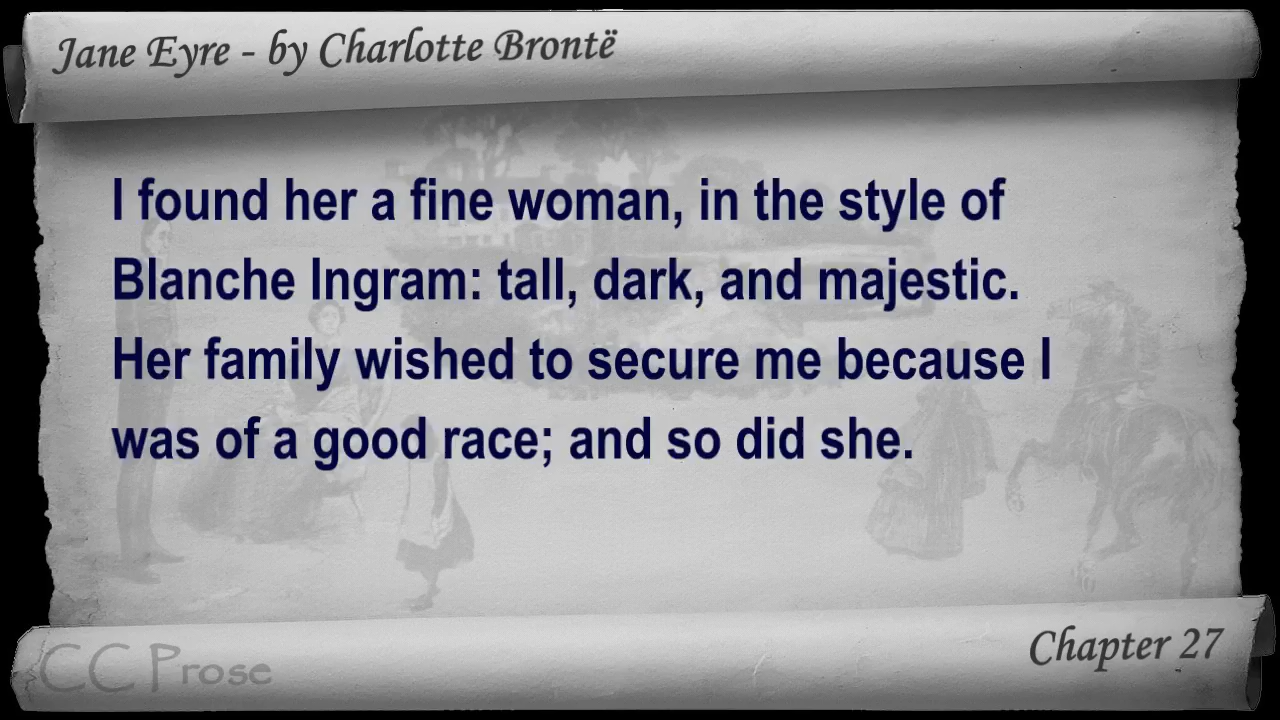 Jane Eyre - by Charlotte Brontë
I found her a fine woman, in the style of
Blanche Ingram: tall, dark, and majestic.
Her family wished to secure me because I
was of a good race; and so did she.
CC Prose
Chapter 27